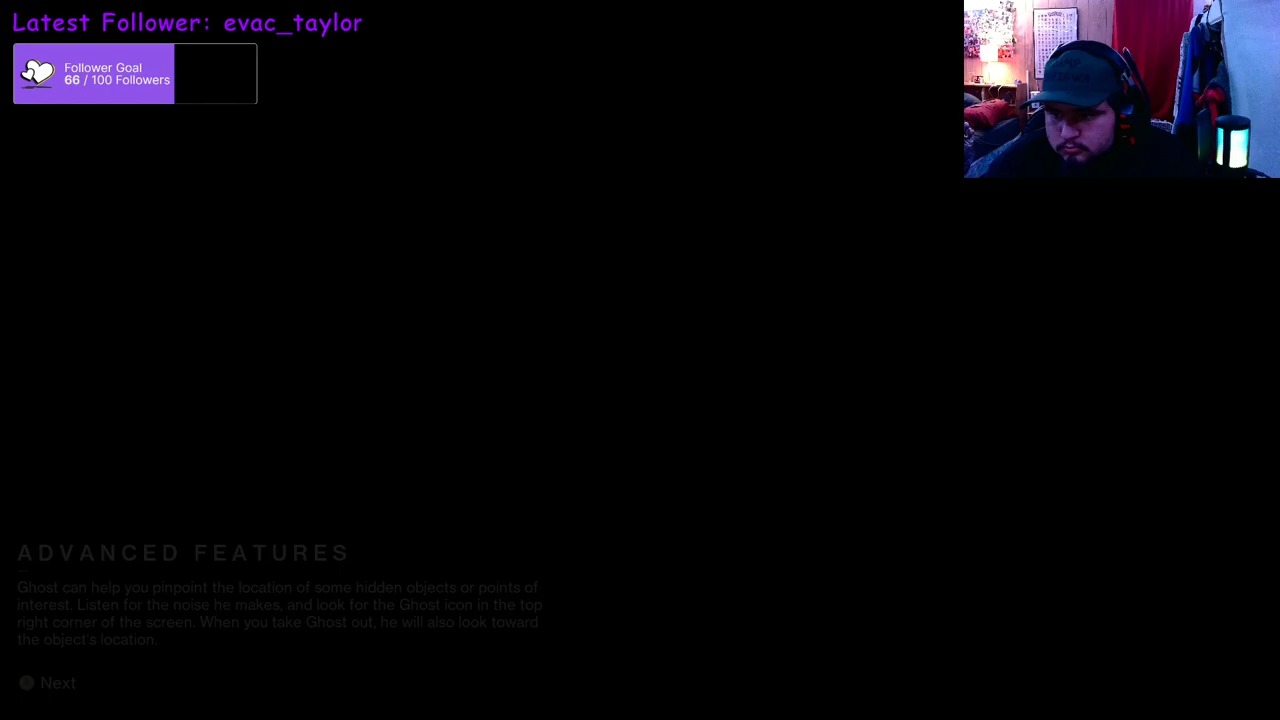 Latest Follower: evac_taylor
Follower Goal
66 / 100 Followers
ADVANCED FEATURES
Ghost can help you pinpoint the location of some hidden objects or points of
interest. Listen for the noise he makes, and look for the Ghost icon in the top
right corner of the screen. When you take Ghost out, he will also look toward
the object's location.
Next